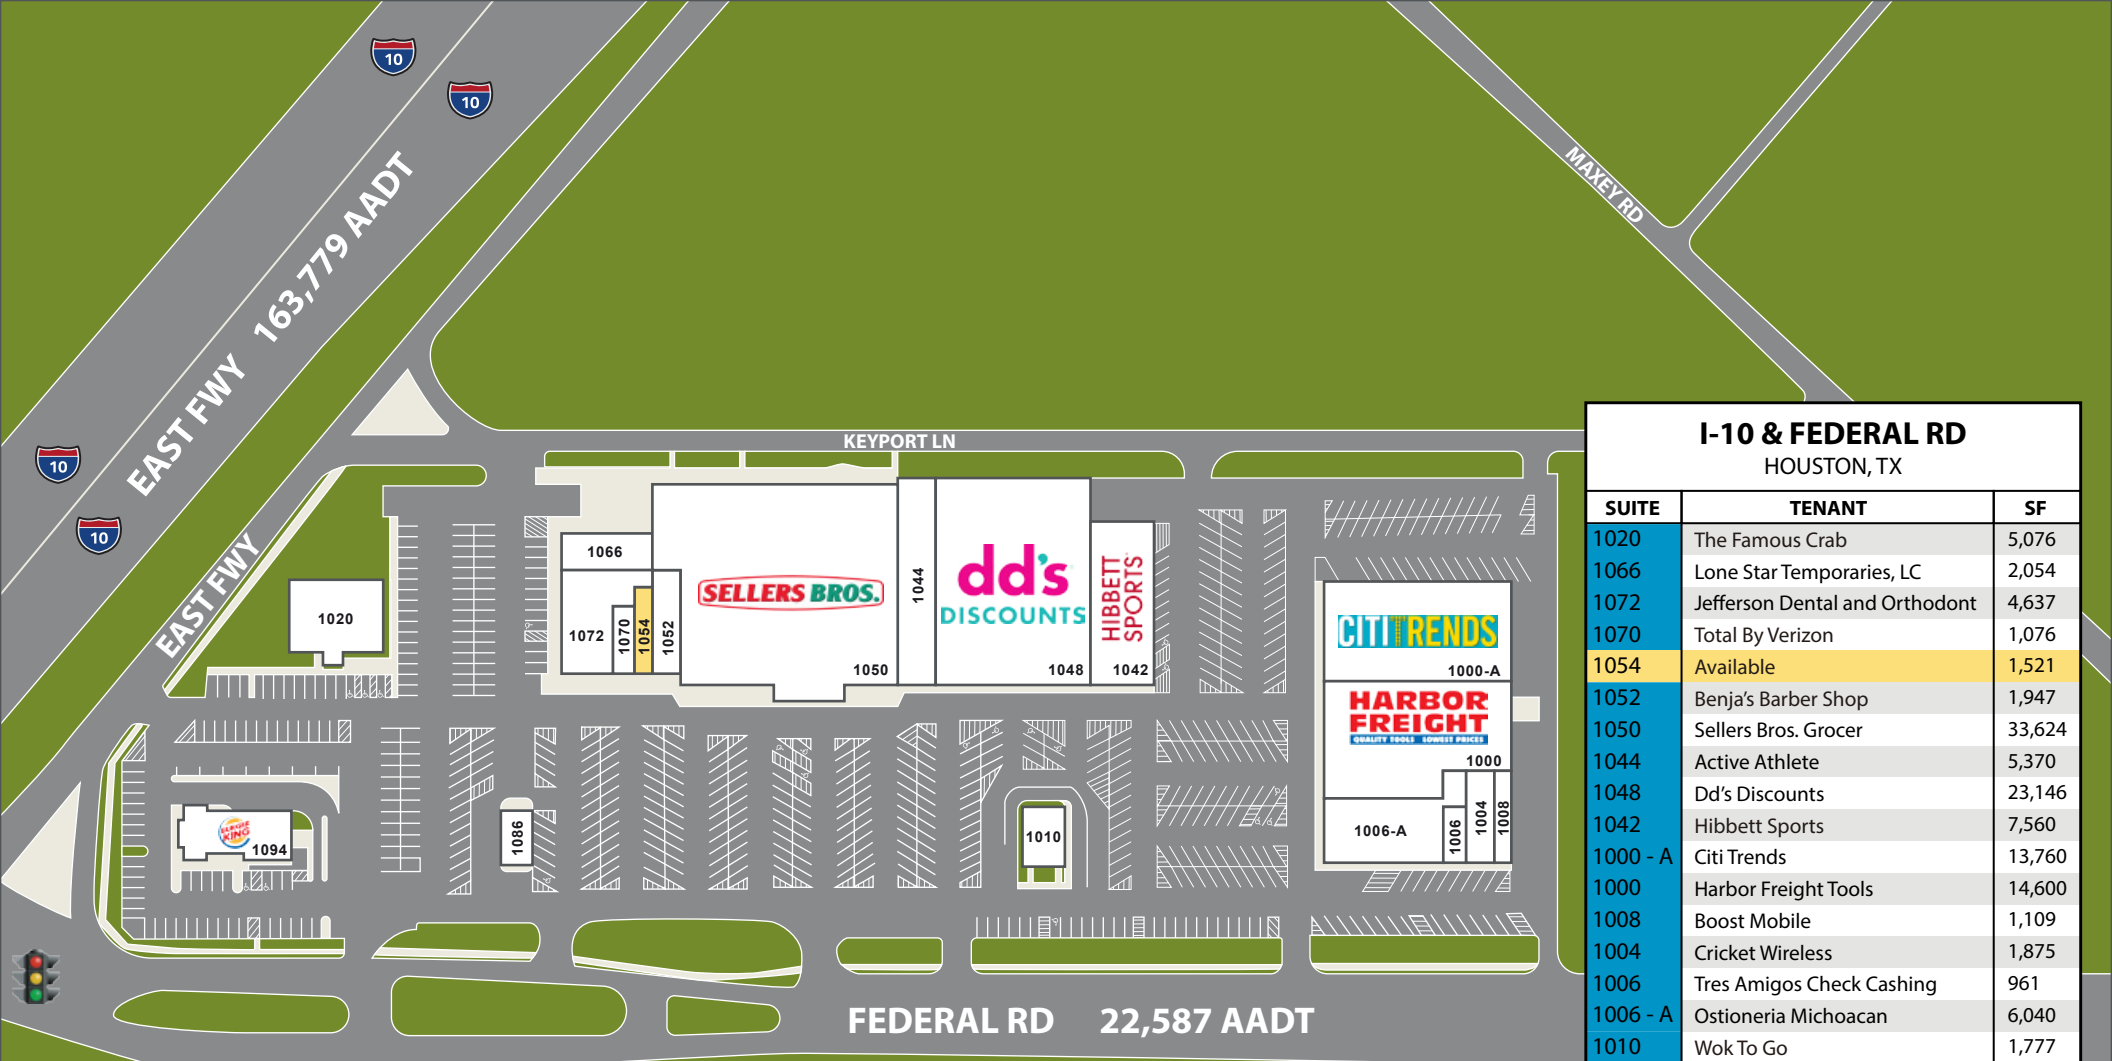 10
10
10
10
EAST FWY 163,779 AADT
EAST FWY
MAXEY RD
KEYPORT LN
1020
1066
1072
1070
1054
1052
SELLERS BROS.
1050
1044
dd's
DISCOUNTS
1048
HIBBETT
SPORTS
1042
CITITRENDS
1000-A
HARBOR
FREIGHT
QUALITY TOOLS LOWEST PRICES
1000
1006-A
1006
1004
1008
BURGER
KING
1094
1086
1010
FEDERAL RD 22,587 AADT
I-10 & FEDERAL RD
HOUSTON, TX
SUITE TENANT SF
1020 The Famous Crab 5,076
1066 Lone Star Temporaries, LC 2,054
1072 Jefferson Dental and Orthodont 4,637
1070 Total By Verizon 1,076
1054 Available 1,521
1052 Benja's Barber Shop 1,947
1050 Sellers Bros. Grocer 33,624
1044 Active Athlete 5,370
1048 Dd's Discounts 23,146
1042 Hibbett Sports 7,560
1000 - A Citi Trends 13,760
1000 Harbor Freight Tools 14,600
1008 Boost Mobile 1,109
1004 Cricket Wireless 1,875
1006 Tres Amigos Check Cashing 961
1006 - A Ostioneria Michoacan 6,040
1010 Wok To Go 1,777